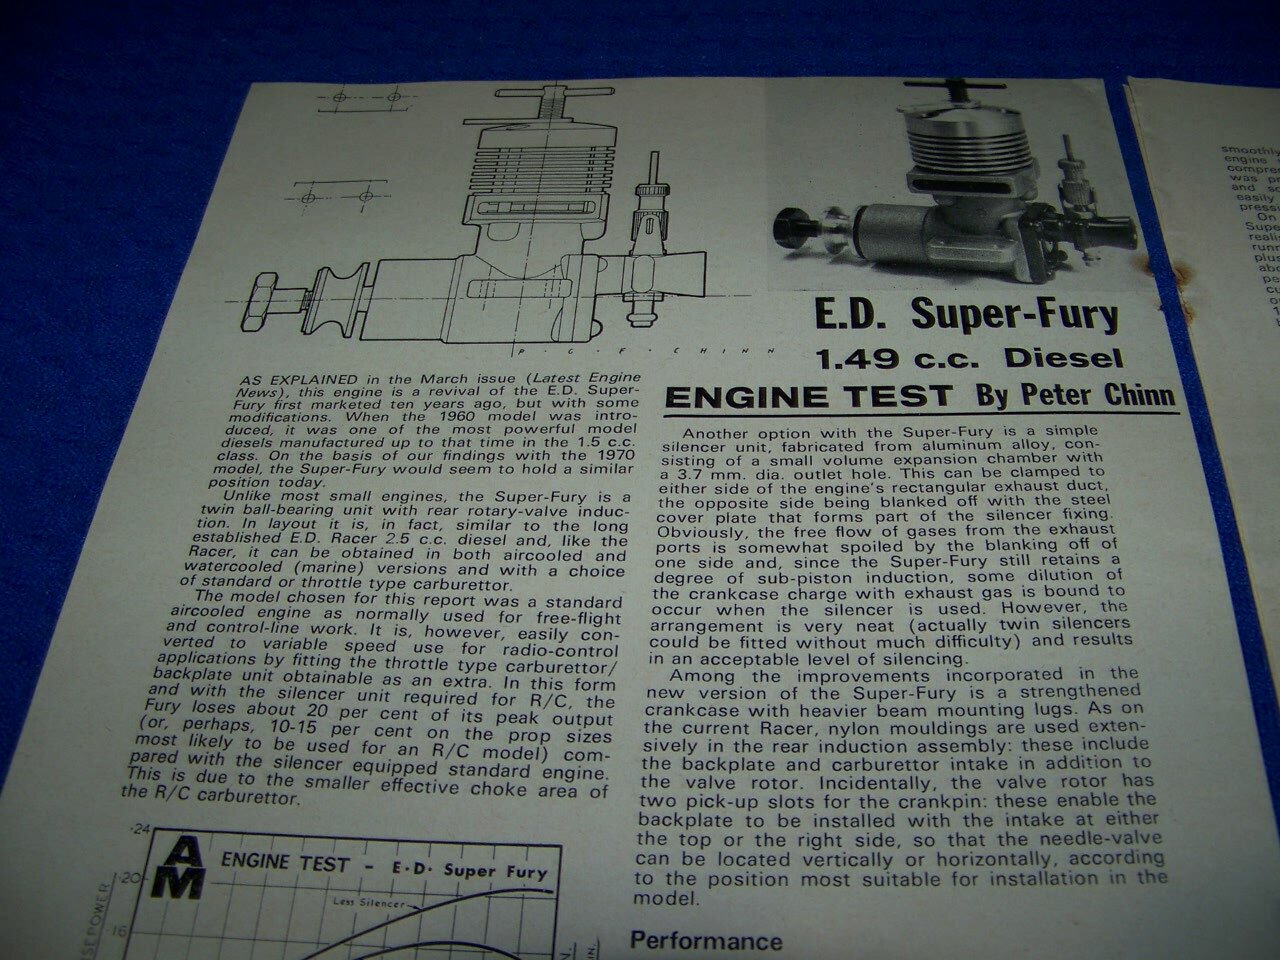 P. G. F. CHINN
E.D. Super-Fury
1.49 c.c. Diesel
ENGINE TEST By Peter Chinn
AS EXPLAINED in the March issue (Latest Engine
News), this engine is a revival of the E.D. Super-
Fury first marketed ten years ago, but with some
modifications. When the 1960 model was intro-
duced, it was one of the most powerful model
diesels manufactured up to that time in the 1.5 c.c.
class. On the basis of our findings with the 1970
model, the Super-Fury would seem to hold a similar
position today.
Unlike most small engines, the Super-Fury is a
twin ball-bearing unit with rear rotary-valve induc-
tion. In layout it is, in fact, similar to the long
established E.D. Racer 2.5 c.c. diesel and, like the
Racer, it can be obtained in both aircooled and
watercooled (marine) versions and with a choice
of standard or throttle type carburettor.
The model chosen for this report was a standard
aircooled engine as normally used for free-flight
and control-line work. It is, however, easily con-
verted to variable speed use for radio-control
applications by fitting the throttle type carburettor/
backplate unit obtainable as an extra. In this form
and with the silencer unit required for R/C, the
Fury loses about 20 per cent of its peak output
(or, perhaps, 10-15 per cent on the prop sizes
most likely to be used for an R/C model) com-
pared with the silencer equipped standard engine.
This is due to the smaller effective choke area of
the R/C carburettor.
Another option with the Super-Fury is a simple
silencer unit, fabricated from aluminum alloy, con-
sisting of a small volume expansion chamber with
a 3.7 mm. dia. outlet hole. This can be clamped to
either side of the engine's rectangular exhaust duct,
the opposite side being blanked off with the steel
cover plate that forms part of the silencer fixing.
Obviously, the free flow of gases from the exhaust
ports is somewhat spoiled by the blanking off of
one side and, since the Super-Fury still retains a
degree of sub-piston induction, some dilution of
the crankcase charge with exhaust gas is bound to
occur when the silencer is used. However, the
arrangement is very neat (actually twin silencers
could be fitted without much difficulty) and results
in an acceptable level of silencing.
Among the improvements incorporated in the
new version of the Super-Fury is a strengthened
crankcase with heavier beam mounting lugs. As on
the current Racer, nylon mouldings are used exten-
sively in the rear induction assembly: these include
the backplate and carburettor intake in addition to
the valve rotor. Incidentally, the valve rotor has
two pick-up slots for the crankpin: these enable the
backplate to be installed with the intake at either
the top or the right side, so that the needle-valve
can be located vertically or horizontally, according
to the position most suitable for installation in the
model.
Performance
AM
ENGINE TEST - E.D. Super Fury
Less Silencer
.24
.20
.16
smoothly
engine
On